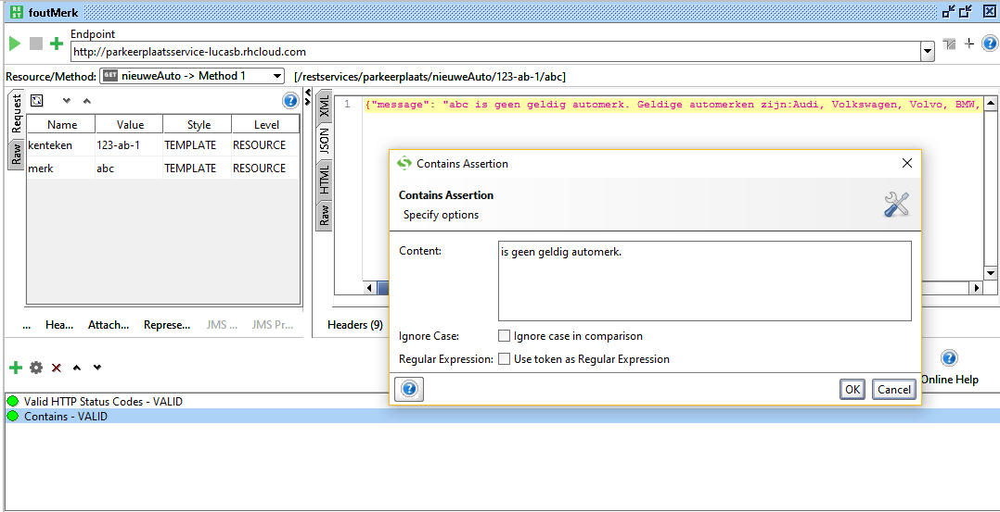 RE ST foutMerk
Endpoint
http://parkeerplaatsservice-lucasb.rhcloud.com
Resource/Method: GET nieuweAuto -> Method 1 [/restservices/parkeerplaats/nieuweAuto/123-ab-1/abc]
Request
Raw
Name Value Style Level
kenteken 123-ab-1 TEMPLATE RESOURCE
merk abc TEMPLATE RESOURCE
... Hea... Attach... Represe... JMS ... JMS Pr...
XML
JSON
HTML
Raw
1 {"message": "abc is geen geldig automerk. Geldige automerken zijn:Audi, Volkswagen, Volvo, BMW,
Headers (9)
Contains Assertion
Contains Assertion
Specify options
Content: is geen geldig automerk.
Ignore Case: Ignore case in comparison
Regular Expression: Use token as Regular Expression
OK Cancel
Online Help
Valid HTTP Status Codes - VALID
Contains - VALID